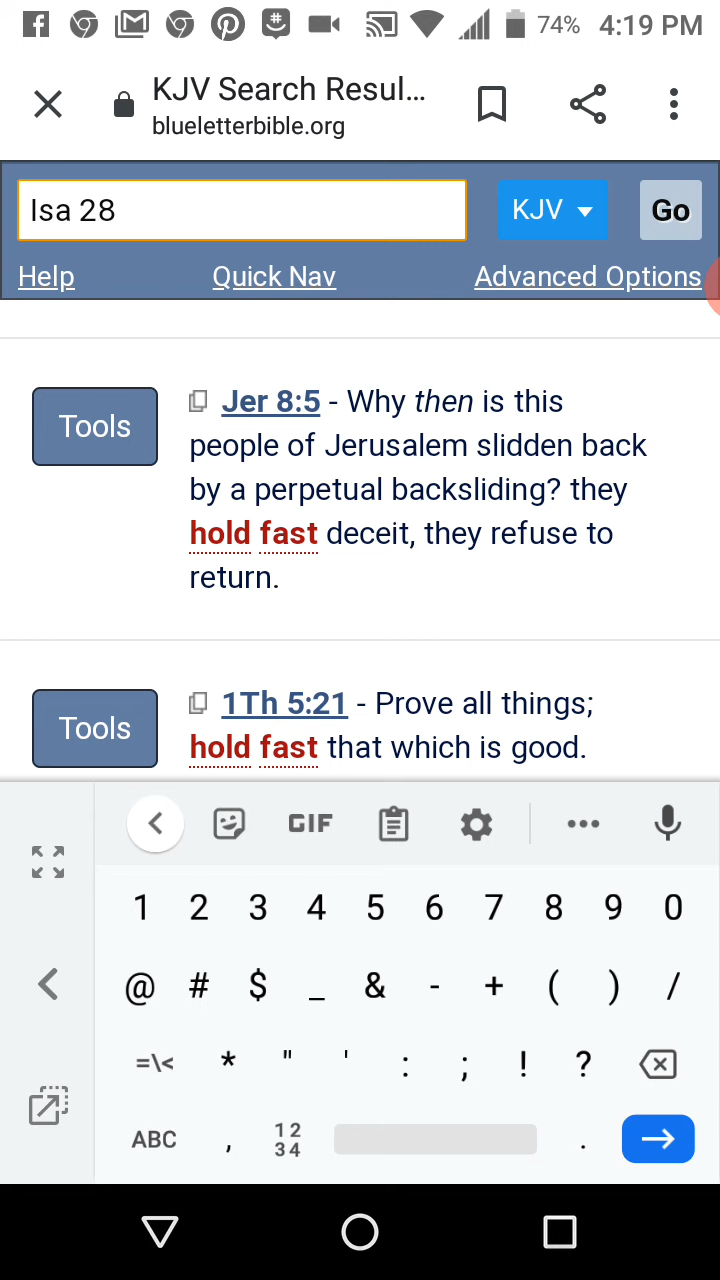 74% 4:19 PM
KJV Search Resul...
blueletterbible.org
Isa 28 KJV Go
Help Quick Nav Advanced Options
Tools
Jer 8:5 - Why then is this
people of Jerusalem slidden back
by a perpetual backsliding? they
hold fast deceit, they refuse to
return.
Tools
1Th 5:21 - Prove all things;
hold fast that which is good.
GIF
1 2 3 4 5 6 7 8 9 0
@ # $ _ & - + ( ) /
=\< * " ' : ; ! ?
ABC , 12 .
34